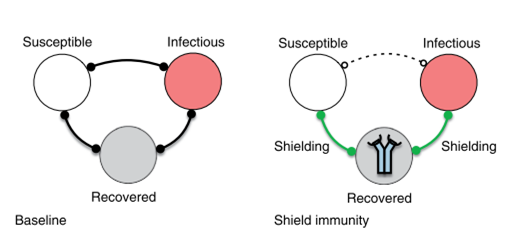 Susceptible
Infectious
Recovered
Baseline
Susceptible
Infectious
Shielding
Shielding
Recovered
Shield immunity